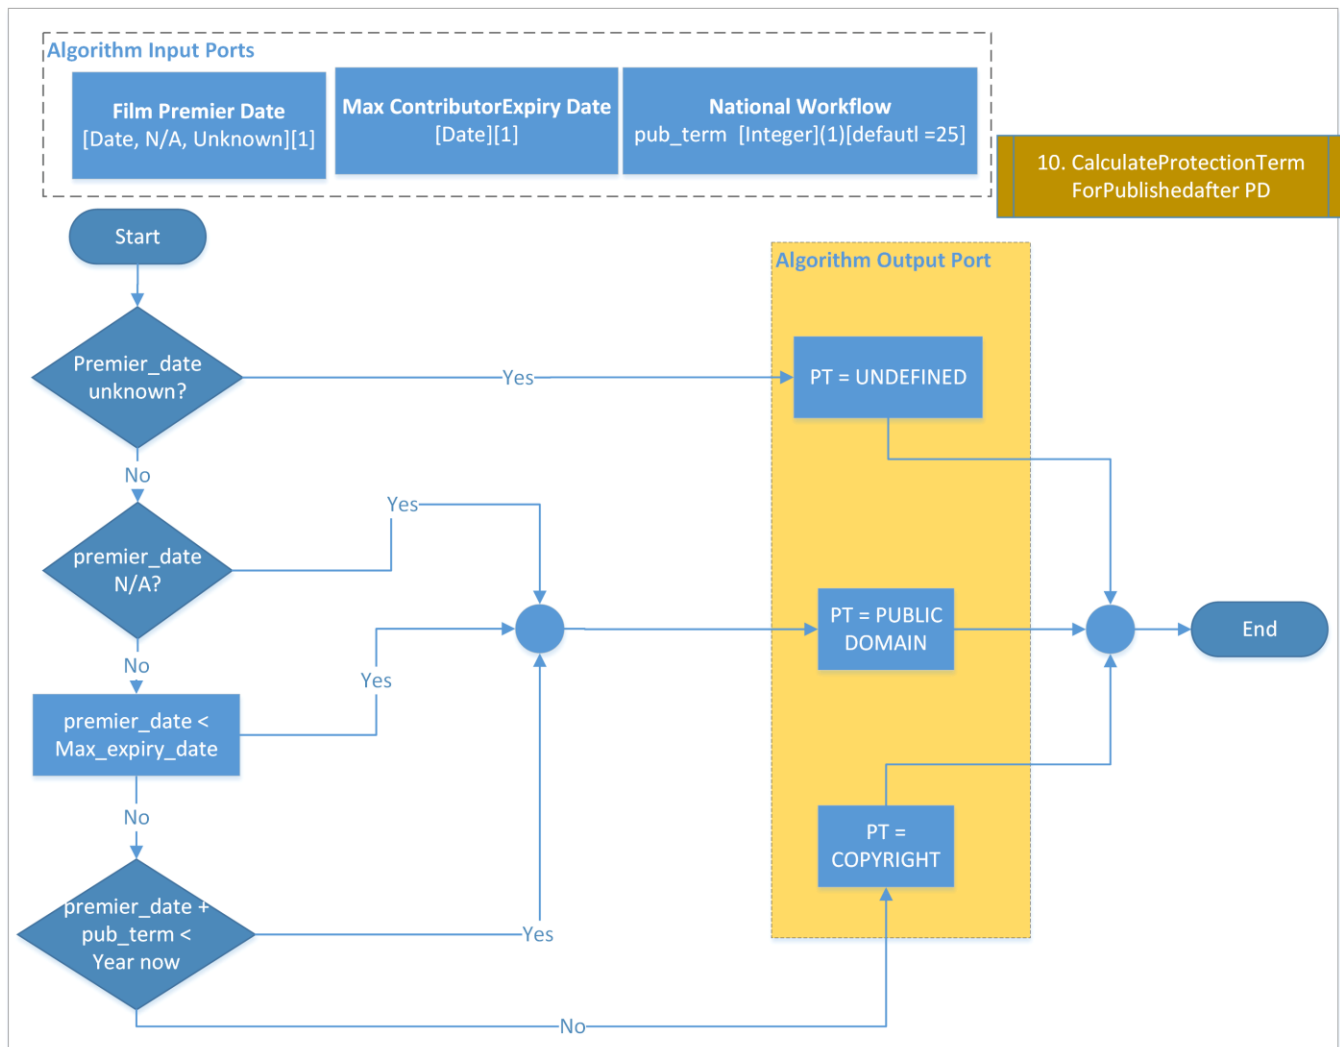 Algorithm Input Ports
Film Premier Date
[Date, N/A, Unknown][1]
Max ContributorExpiry Date
[Date][1]
National Workflow
pub_term [Integer](1)[defautl =25]
10. CalculateProtectionTerm
ForPublishedafter PD
Start
Algorithm Output Port
Premier_date
unknown?
Yes
PT = UNDEFINED
No
Yes
premier_date
N/A?
PT = PUBLIC
DOMAIN
End
No
Yes
premier_date <
Max_expiry_date
No
PT =
COPYRIGHT
premier_date +
pub_term <
Year now
Yes
No